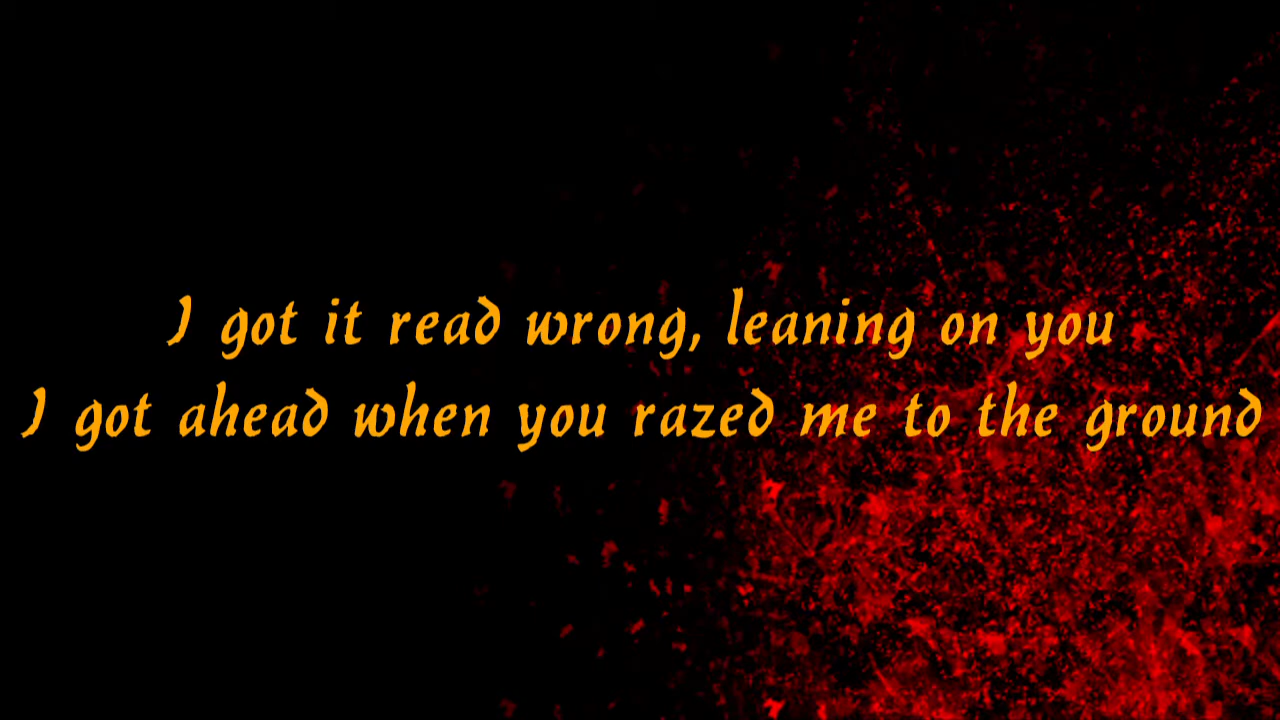 I got it read wrong, leaning on you
I got ahead when you razed me to the ground